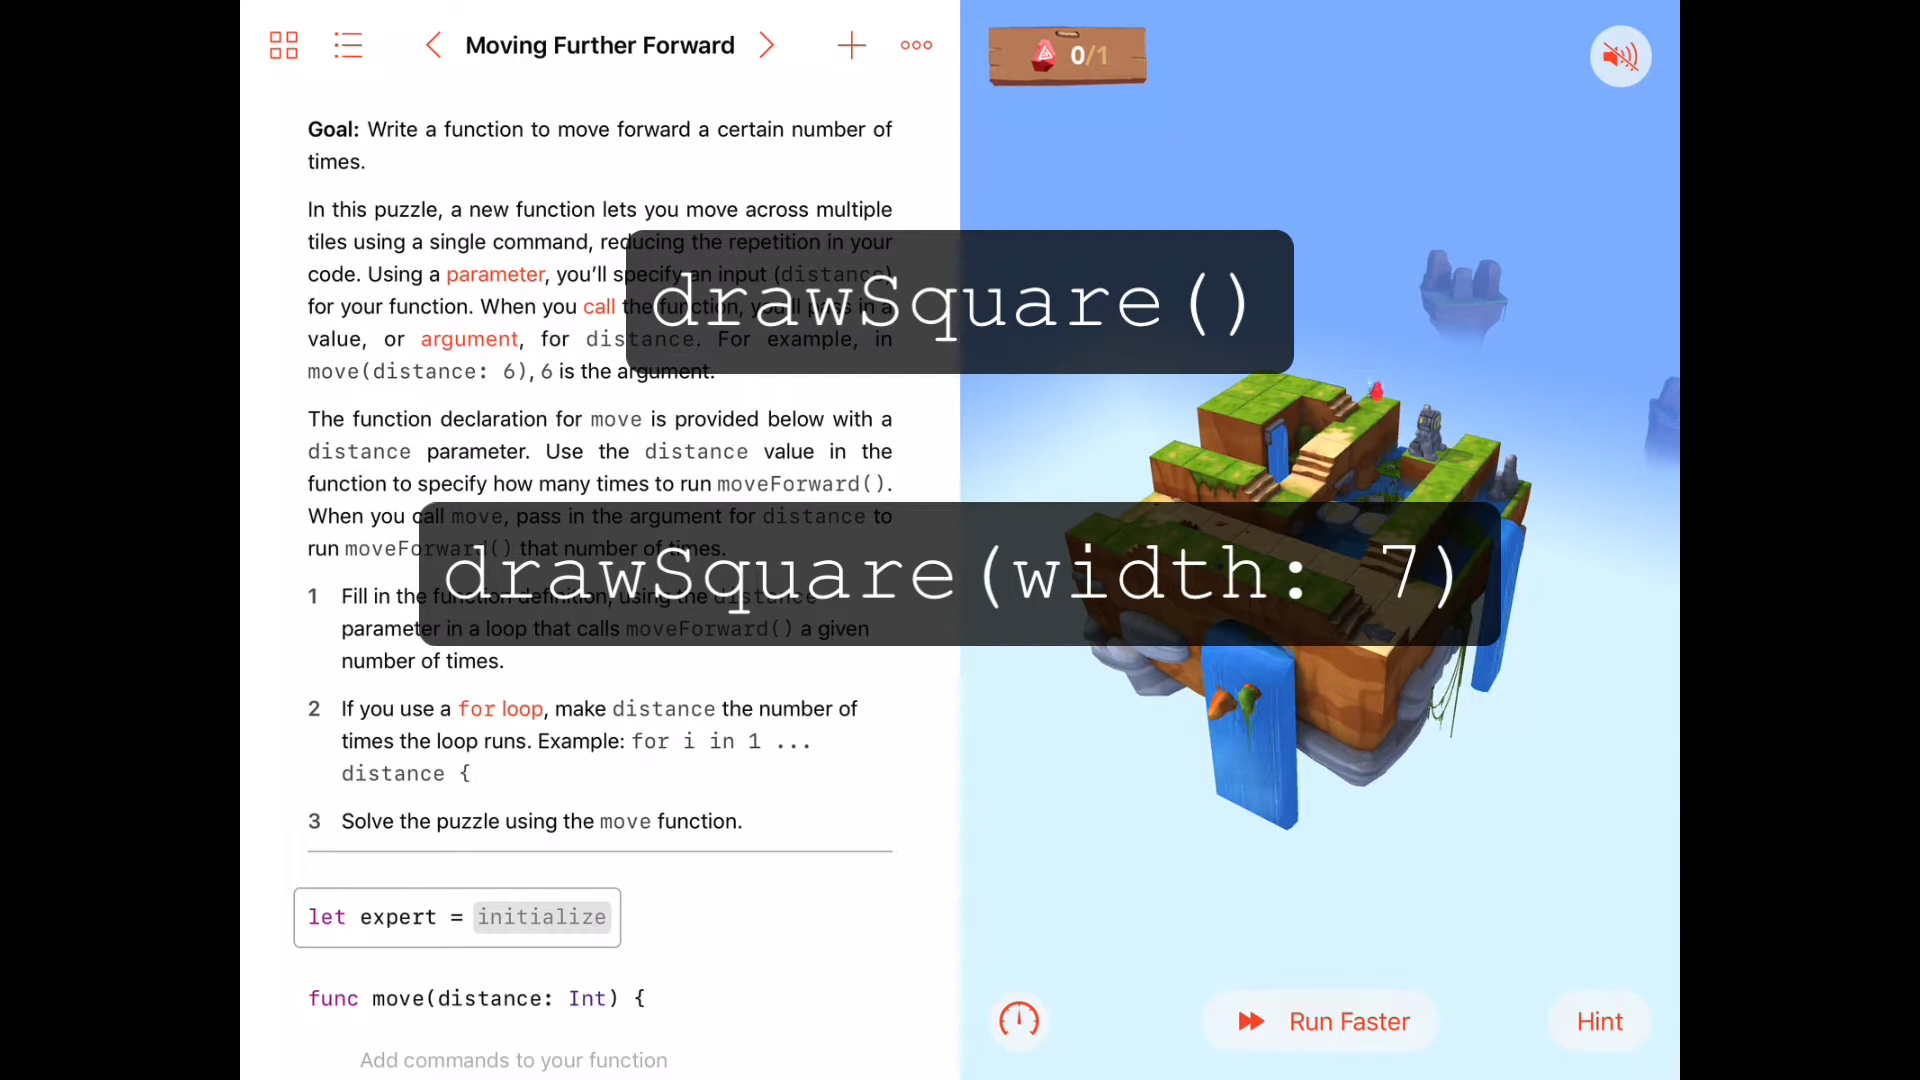 Moving Further Forward
0/1
Goal: Write a function to move forward a certain number of
times.
In this puzzle, a new function lets you move across multiple
tiles using a single command, reducing the repetition in your
code. Using a parameter, you’ll specify an input (distance)
for your function. When you call the function, you’ll pass in a
value, or argument, for distance. For example, in
move(distance: 6), 6 is the argument.
The function declaration for move is provided below with a
distance parameter. Use the distance value in the
function to specify how many times to run moveForward().
When you call move, pass in the argument for distance to
run moveForward() that number of times.
1 Fill in the function definition, using the distance
parameter in a loop that calls moveForward() a given
number of times.
2 If you use a for loop, make distance the number of
times the loop runs. Example: for i in 1 ...
distance {
3 Solve the puzzle using the move function.
let expert = initialize
func move(distance: Int) {
Add commands to your function
drawSquare()
drawSquare(width: 7)
Run Faster
Hint